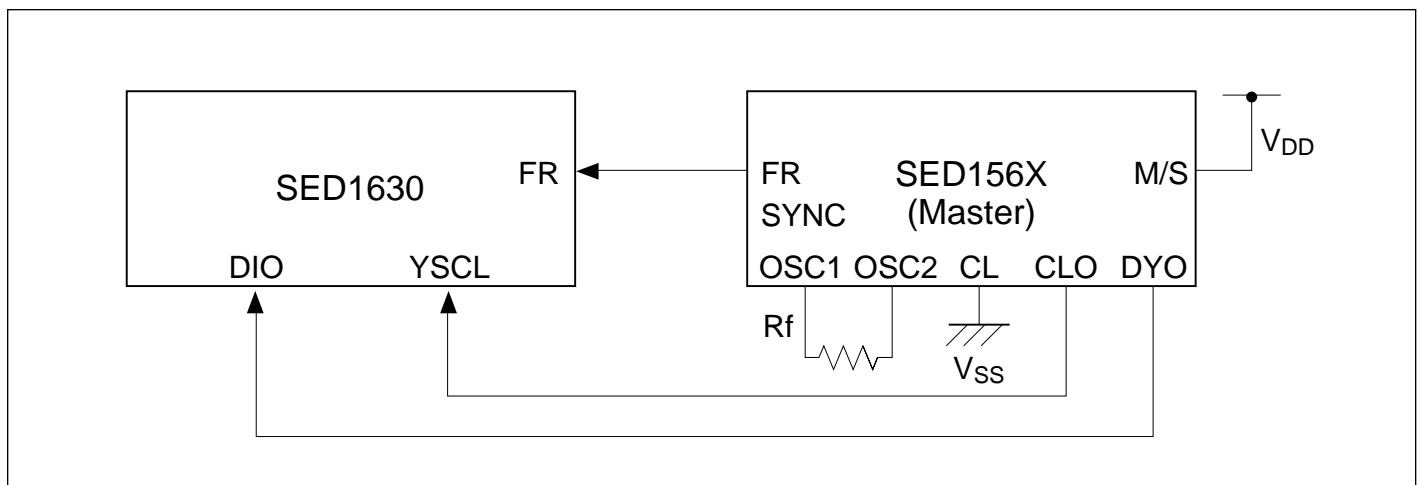 SED1630
FR
DIO YSCL
FR SED156X M/S
SYNC (Master)
OSC1 OSC2 CL CLO DYO
VDD
Rf
VSS